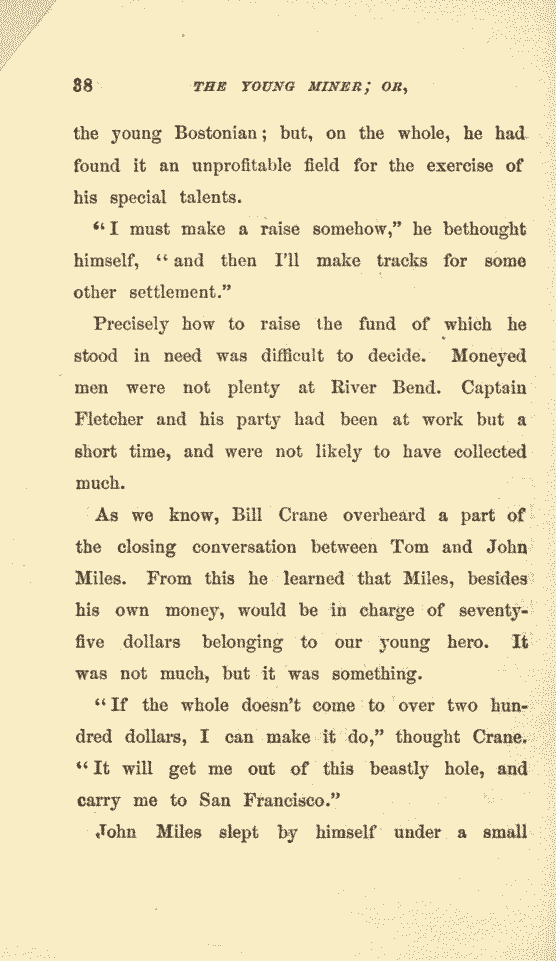 38 THE YOUNG MINER; OR,
the young Bostonian; but, on the whole, he had
found it an unprofitable field for the exercise of
his special talents.
“I must make a raise somehow,” he bethought
himself, “and then I’ll make tracks for some
other settlement.”
Precisely how to raise the fund of which he
stood in need was difficult to decide. Moneyed
men were not plenty at River Bend. Captain
Fletcher and his party had been at work but a
short time, and were not likely to have collected
much.
As we know, Bill Crane overheard a part of
the closing conversation between Tom and John
Miles. From this he learned that Miles, besides
his own money, would be in charge of seventy-
five dollars belonging to our young hero. It
was not much, but it was something.
“If the whole doesn’t come to over two hun-
dred dollars, I can make it do,” thought Crane.
“It will get me out of this beastly hole, and
carry me to San Francisco.”
John Miles slept by himself under a small